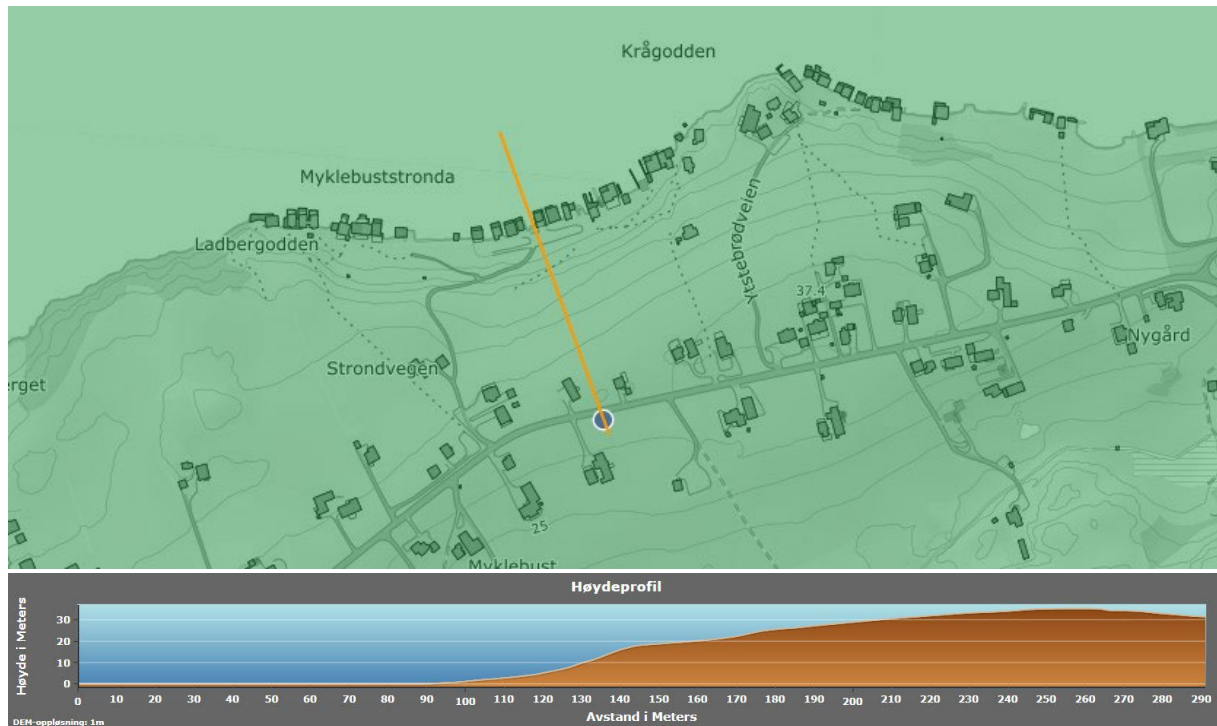 Krågodden
Myklebuststronda
Ladbergodden
Ytstebrødveien
37.4
Strondvegen
Nygård
erget
25
Myklebust
Høydeprofil
Høyde i Meters
30
20
10
0
0 10 20 30 40 50 60 70 80 90 100 110 120 130 140 150 160 170 180 190 200 210 220 230 240 250 260 270 280 290
Avstand i Meters
DEM-oppløsning: 1m